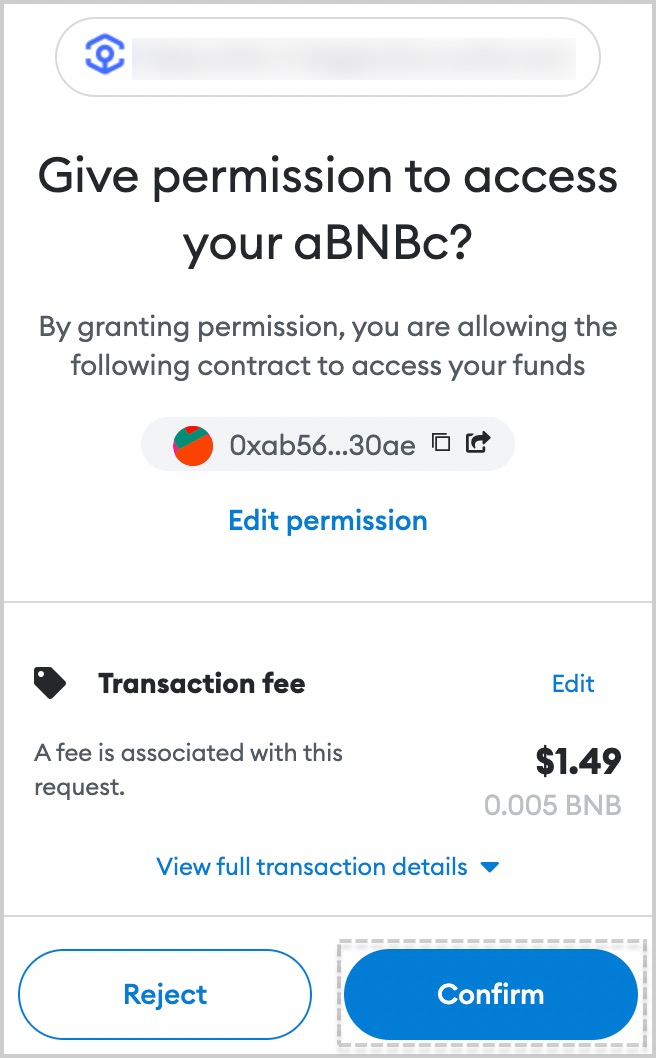 Give permission to access
your aBNBc?
By granting permission, you are allowing the
following contract to access your funds
0xab56...30ae
Edit permission
Transaction fee
Edit
A fee is associated with this
request.
$1.49
0.005 BNB
View full transaction details
Reject
Confirm